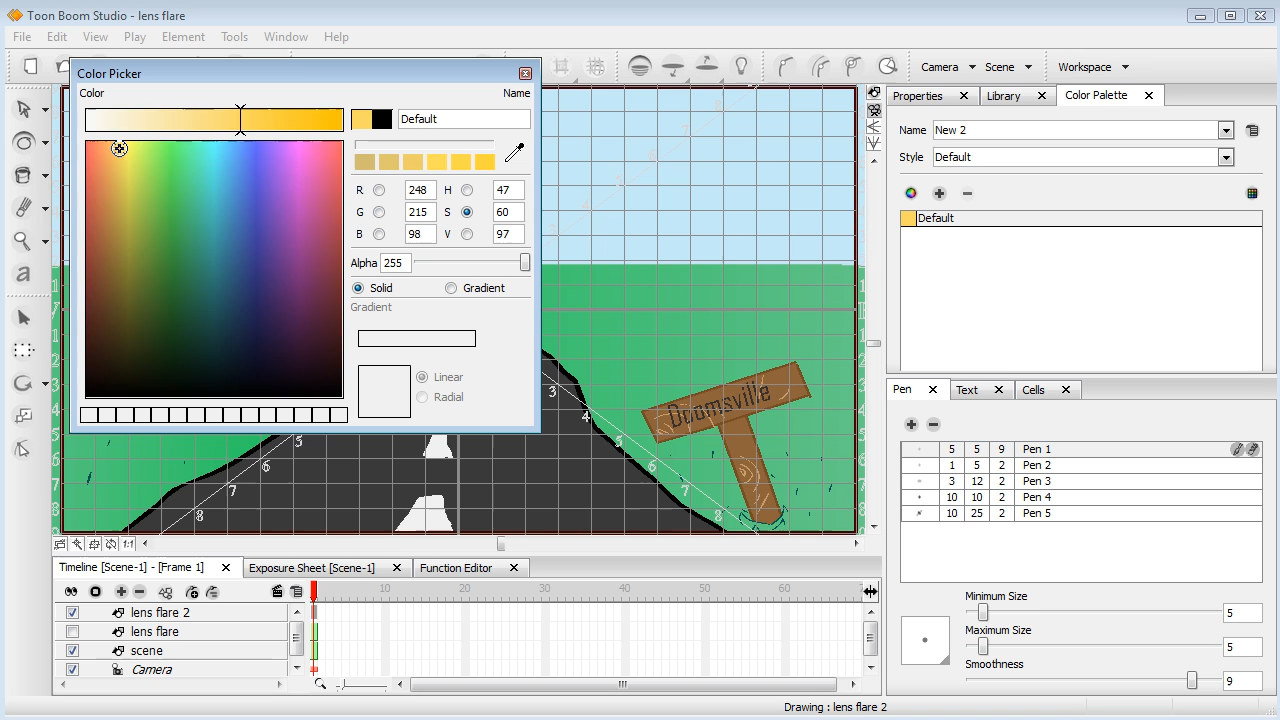 Toon Boom Studio - lens flare
File Edit View Play Element Tools Window Help
Camera Scene Workspace
Color Picker
Color Name
Default
R 248 H 47
G 215 S 60
B 98 V 97
Alpha 255
Solid Gradient
Gradient
Linear
Radial
Properties Library Color Palette
Name New 2
Style Default
Default
Doomsville
3
4
5
6
7
8
5
6
7
8
Pen Text Cells
5 5 9 Pen 1
1 5 2 Pen 2
3 12 2 Pen 3
10 10 2 Pen 4
10 25 2 Pen 5
Minimum Size
5
Maximum Size
5
Smoothness
9
1:1
Timeline [Scene-1] - [Frame 1] Exposure Sheet [Scene-1] Function Editor
10 20 30 40 50 60
lens flare 2
lens flare
scene
Camera
Drawing : lens flare 2